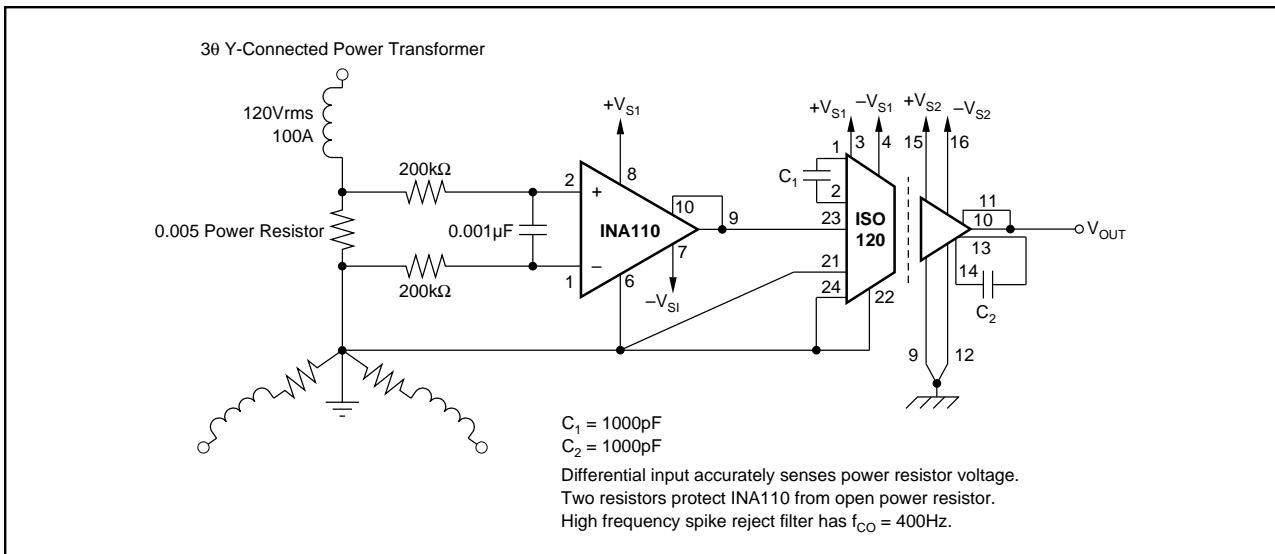 3θ Y-Connected Power Transformer
120Vrms
100A
200kΩ
0.005 Power Resistor
0.001µF
200kΩ
+V_S1
2
+
8
10
9
INA110
7
1
–
6
–V_SI
+V_S1
–V_S1
+V_S2
–V_S2
1
3
4
15
16
C_1
2
23
ISO
120
21
24
22
11
10
13
14
C_2
V_OUT
9
12
C_1 = 1000pF
C_2 = 1000pF
Differential input accurately senses power resistor voltage.
Two resistors protect INA110 from open power resistor.
High frequency spike reject filter has f_CO = 400Hz.